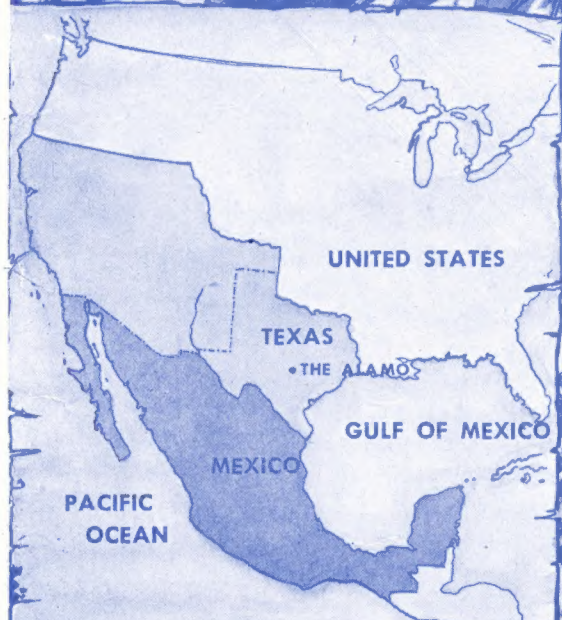 UNITED STATES
TEXAS
THE ALAMO
GULF OF MEXICO
MEXICO
PACIFIC
OCEAN